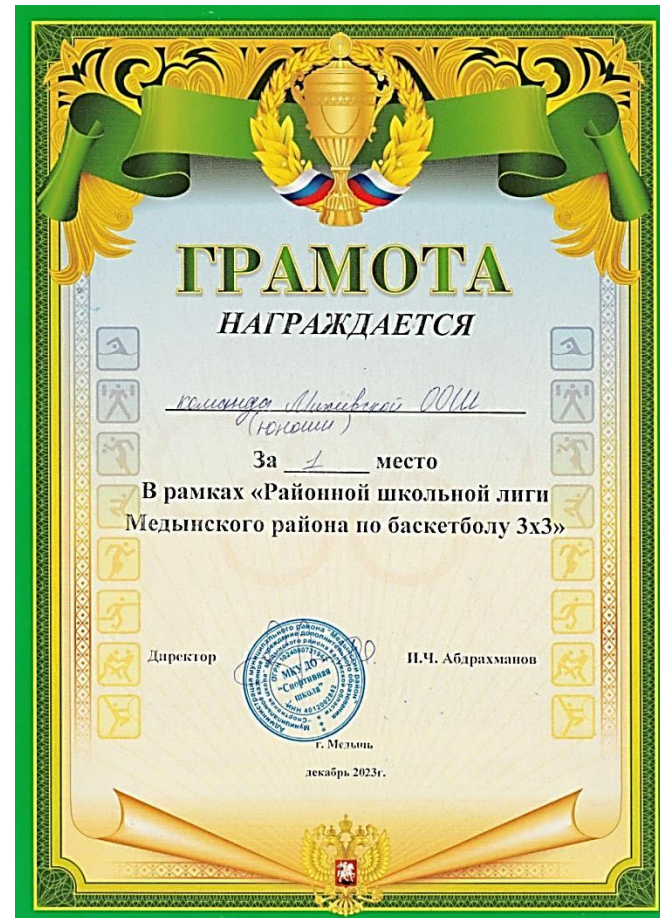 ГРАМОТА
НАГРАЖДАЕТСЯ
команда Михеевской ООШ
(юноши)
За 1 место
В рамках «Районной школьной лиги
Медынского района по баскетболу 3х3»
Директор И.Ч. Абдрахманов
МКУ ДО
"Спортивная
школа"
г. Медынь
декабрь 2023г.